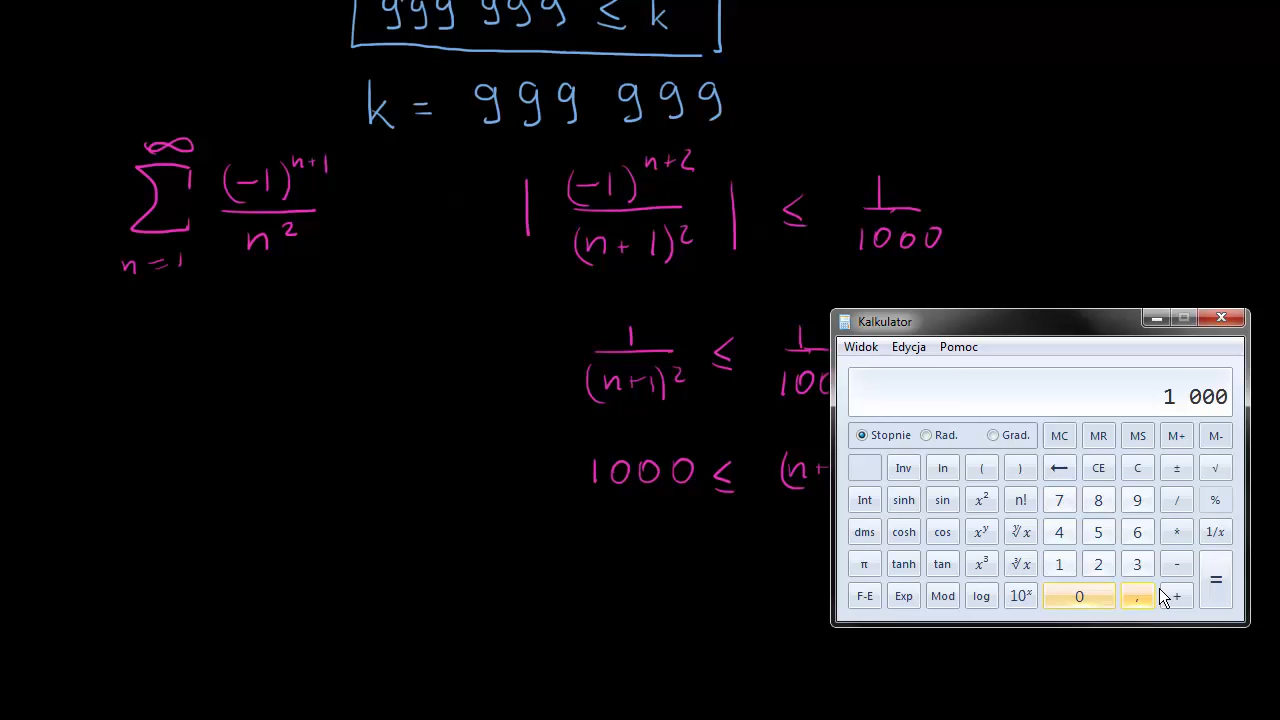 999 999 ≤ k
k = 999 999
∞
∑ (-1)^{n+1} / n^2
n = 1
| (-1)^{n+2} / (n+1)^2 | ≤ 1 / 1000
1 / (n+1)^2 ≤ 1 / 100
1000 ≤ (n+
Kalkulator
Widok Edycja Pomoc
1 000
Stopnie Rad. Grad. MC MR MS M+ M-
Inv ln ( ) ← CE C ± √
Int sinh sin x² n! 7 8 9 / %
dms cosh cos xʸ ʸ√x 4 5 6 * 1/x
π tanh tan x³ ³√x 1 2 3 - =
F-E Exp Mod log 10ˣ 0 , +